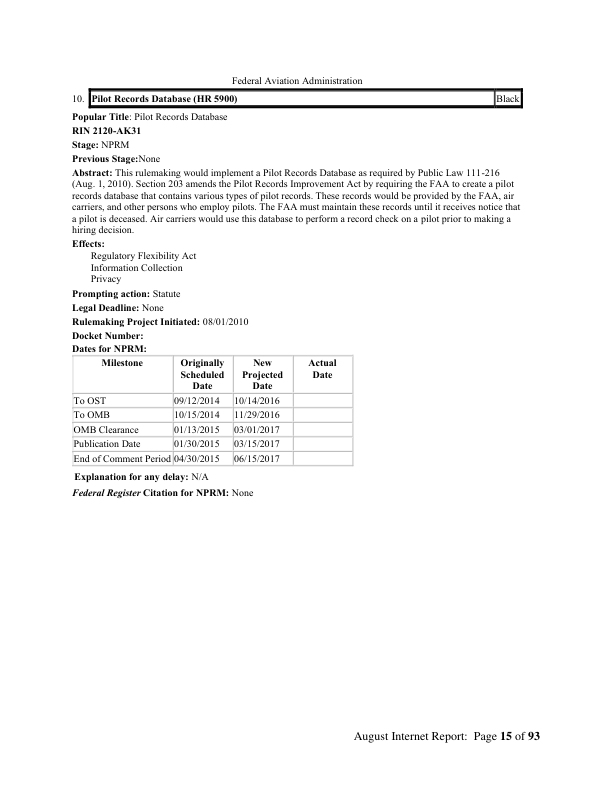 Federal Aviation Administration
10. Pilot Records Database (HR 5900) Black
Popular Title: Pilot Records Database
RIN 2120-AK31
Stage: NPRM
Previous Stage:None
Abstract: This rulemaking would implement a Pilot Records Database as required by Public Law 111-216
(Aug. 1, 2010). Section 203 amends the Pilot Records Improvement Act by requiring the FAA to create a pilot
records database that contains various types of pilot records. These records would be provided by the FAA, air
carriers, and other persons who employ pilots. The FAA must maintain these records until it receives notice that
a pilot is deceased. Air carriers would use this database to perform a record check on a pilot prior to making a
hiring decision.
Effects:
Regulatory Flexibility Act
Information Collection
Privacy
Prompting action: Statute
Legal Deadline: None
Rulemaking Project Initiated: 08/01/2010
Docket Number:
Dates for NPRM:
Milestone Originally New Actual
Scheduled Projected Date
Date Date
To OST 09/12/2014 10/14/2016
To OMB 10/15/2014 11/29/2016
OMB Clearance 01/13/2015 03/01/2017
Publication Date 01/30/2015 03/15/2017
End of Comment Period 04/30/2015 06/15/2017
Explanation for any delay: N/A
Federal Register Citation for NPRM: None
August Internet Report: Page 15 of 93